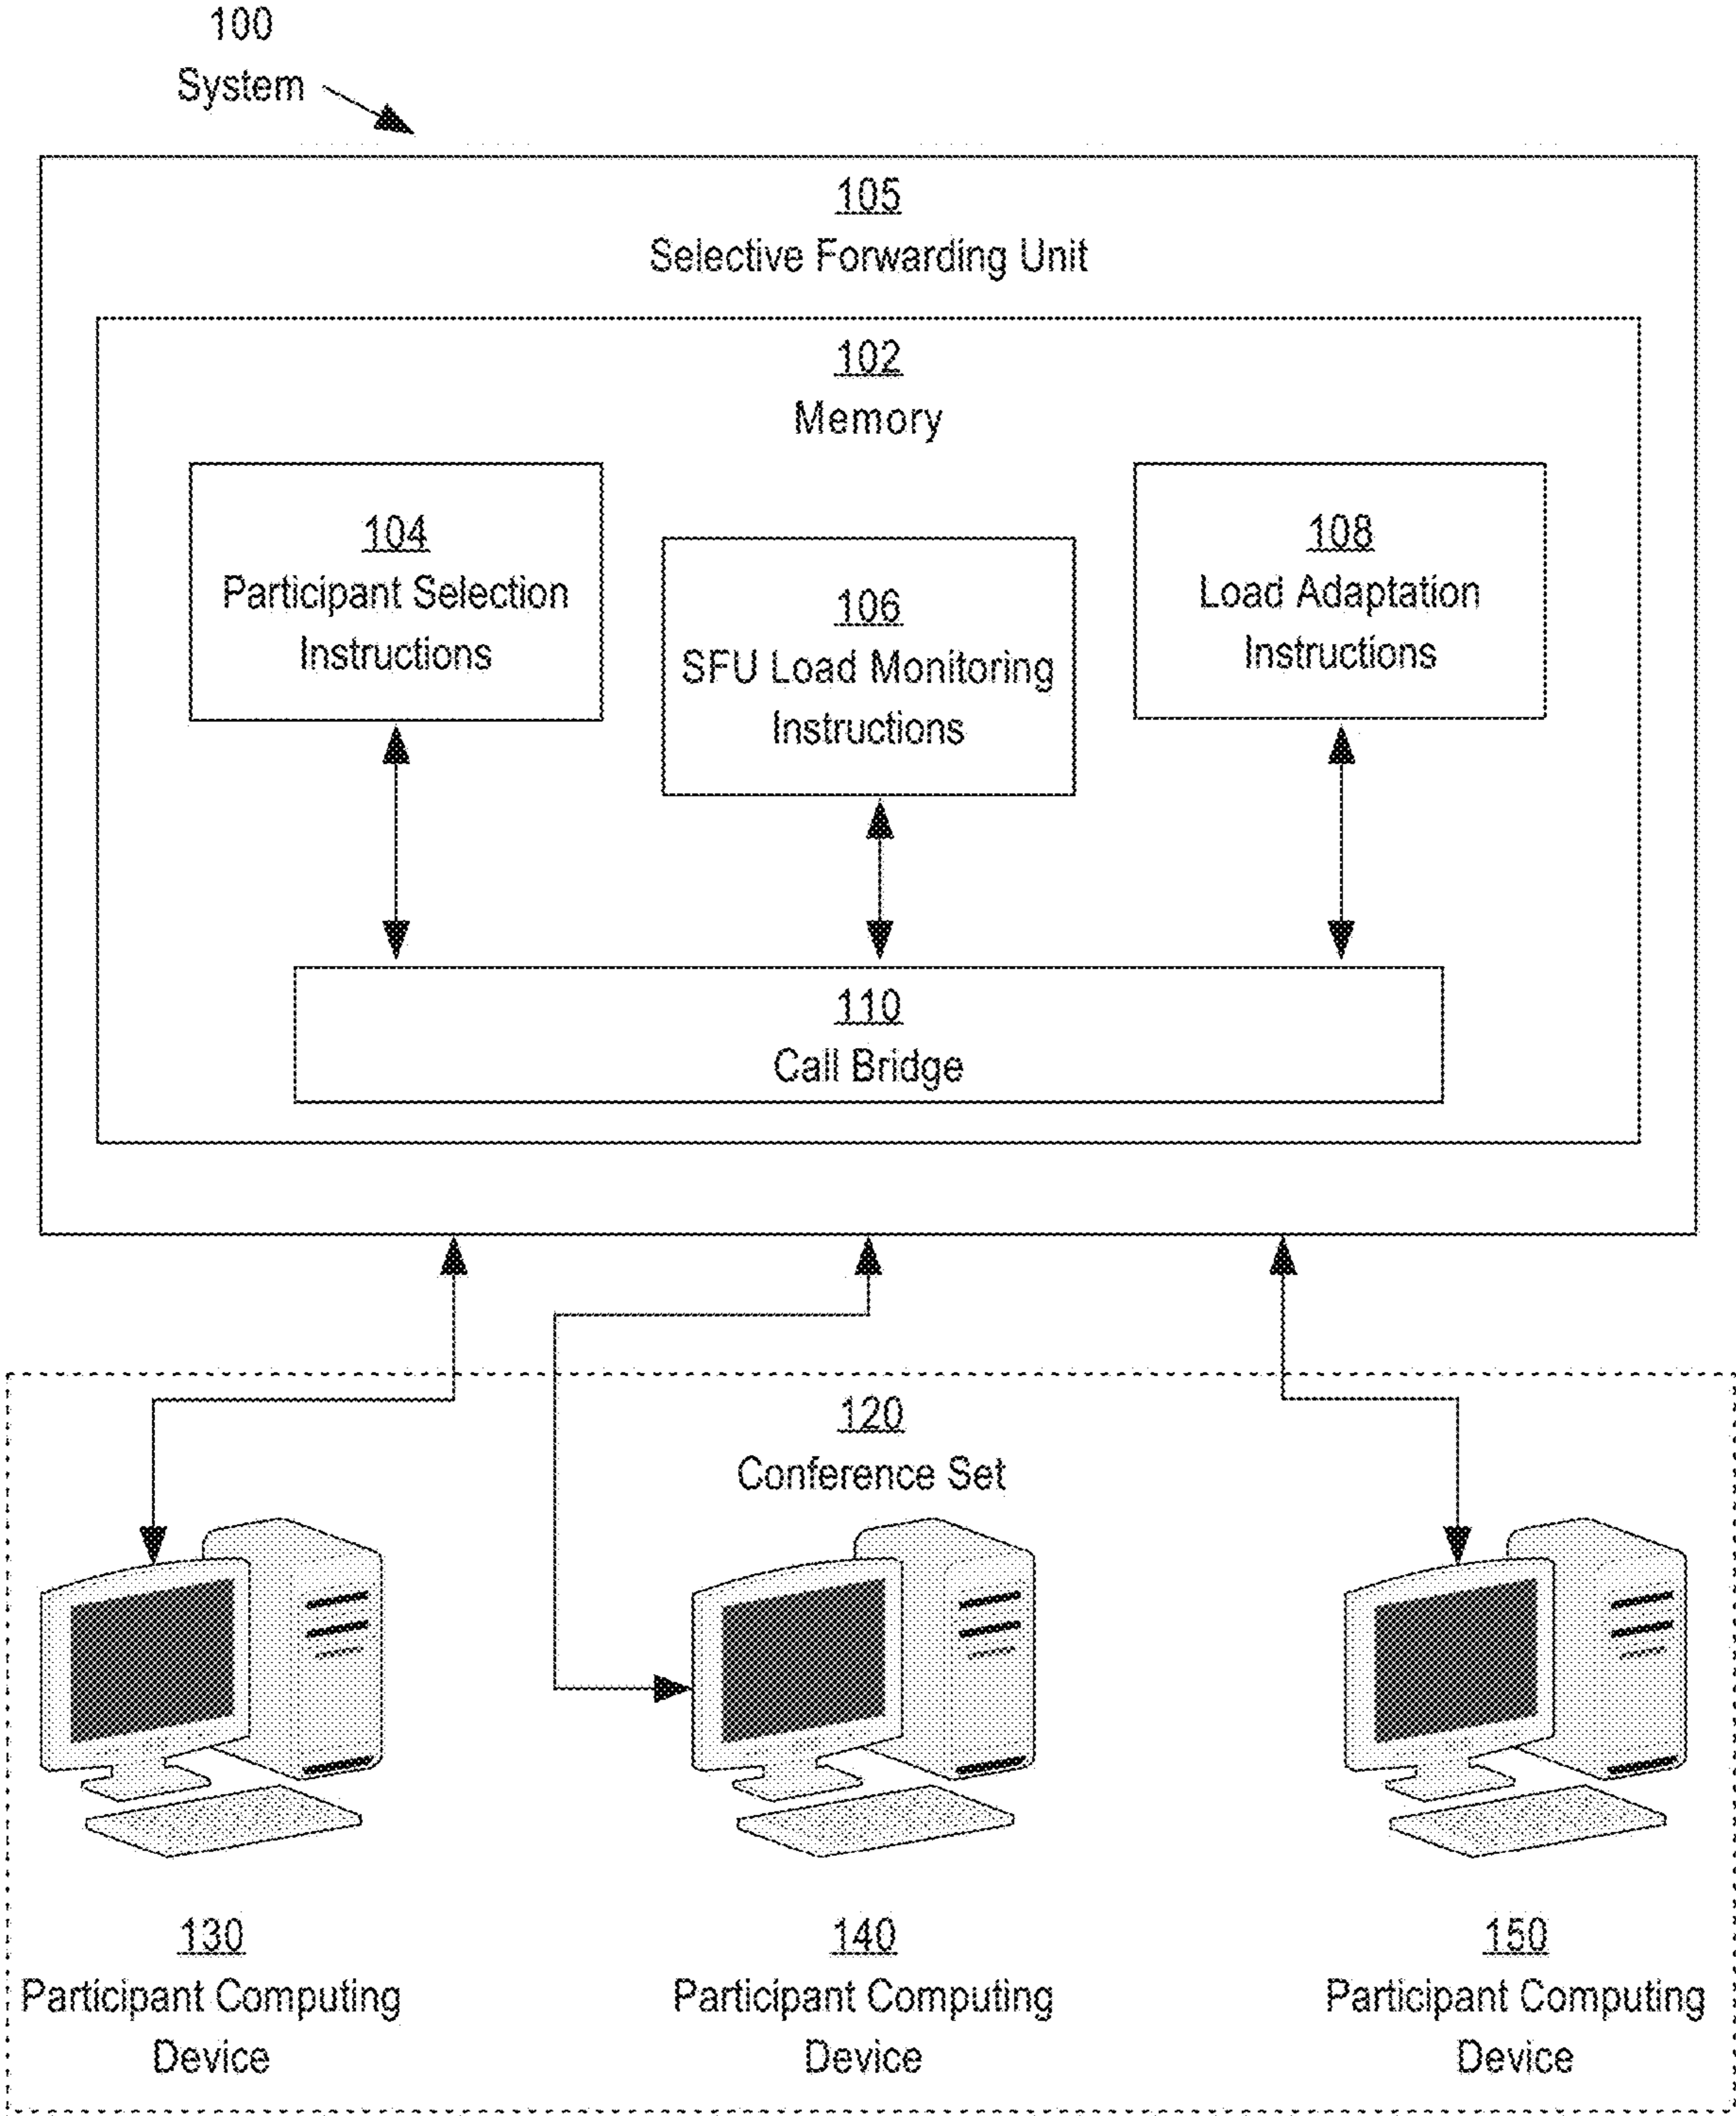 100
System
105
Selective Forwarding Unit
102
Memory
104
Participant Selection
Instructions
106
SFU Load Monitoring
Instructions
108
Load Adaptation
Instructions
110
Call Bridge
120
Conference Set
130
Participant Computing
Device
140
Participant Computing
Device
150
Participant Computing
Device